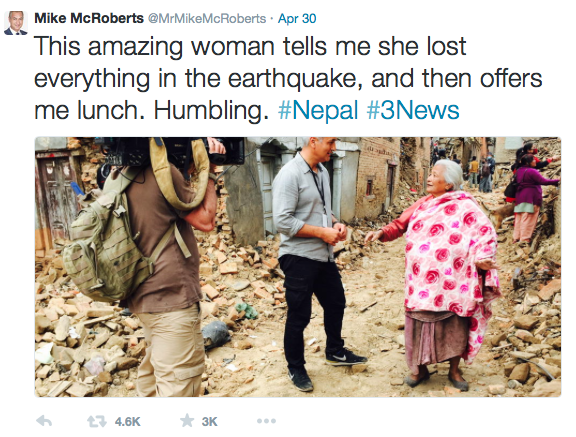 Mike McRoberts @MrMikeMcRoberts · Apr 30
This amazing woman tells me she lost
everything in the earthquake, and then offers
me lunch. Humbling. #Nepal #3News
4.6K 3K